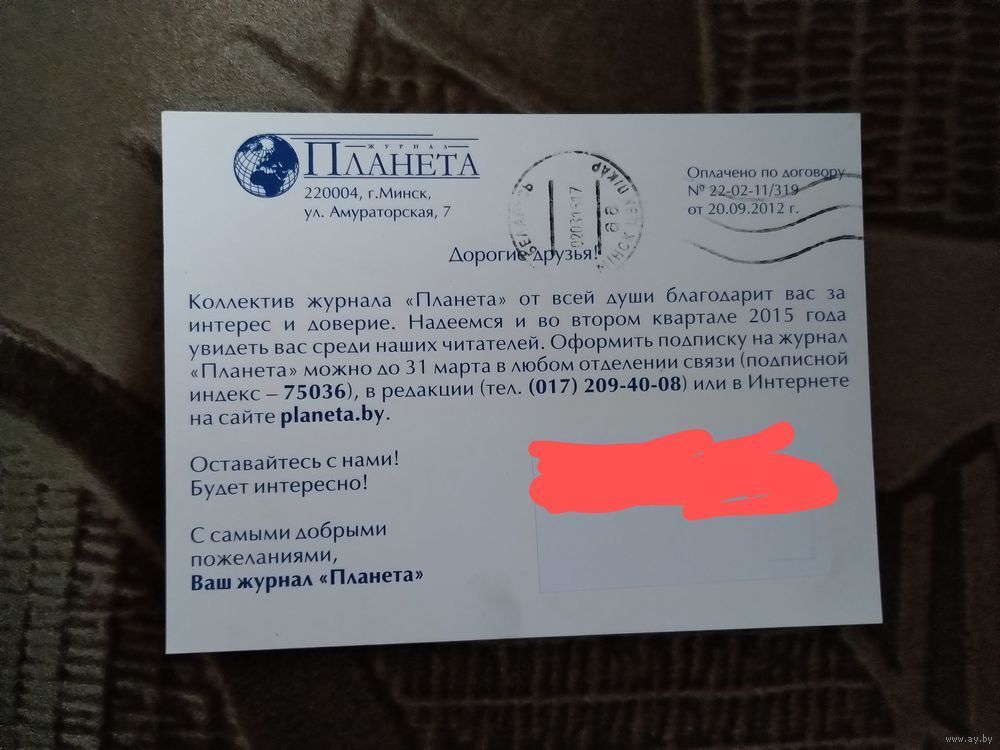 ЖУРНАЛ
ПЛАНЕТА
220004, г.Минск,
ул. Амураторская, 7
Оплачено по договору
№ 22-02-11/319
от 20.09.2012 г.
Дорогие друзья!
Коллектив журнала «Планета» от всей души благодарит вас за
интерес и доверие. Надеемся и во втором квартале 2015 года
увидеть вас среди наших читателей. Оформить подписку на журнал
«Планета» можно до 31 марта в любом отделении связи (подписной
индекс – 75036), в редакции (тел. (017) 209-40-08) или в Интернете
на сайте planeta.by.
Оставайтесь с нами!
Будет интересно!
С самыми добрыми
пожеланиями,
Ваш журнал «Планета»
www.ay.by